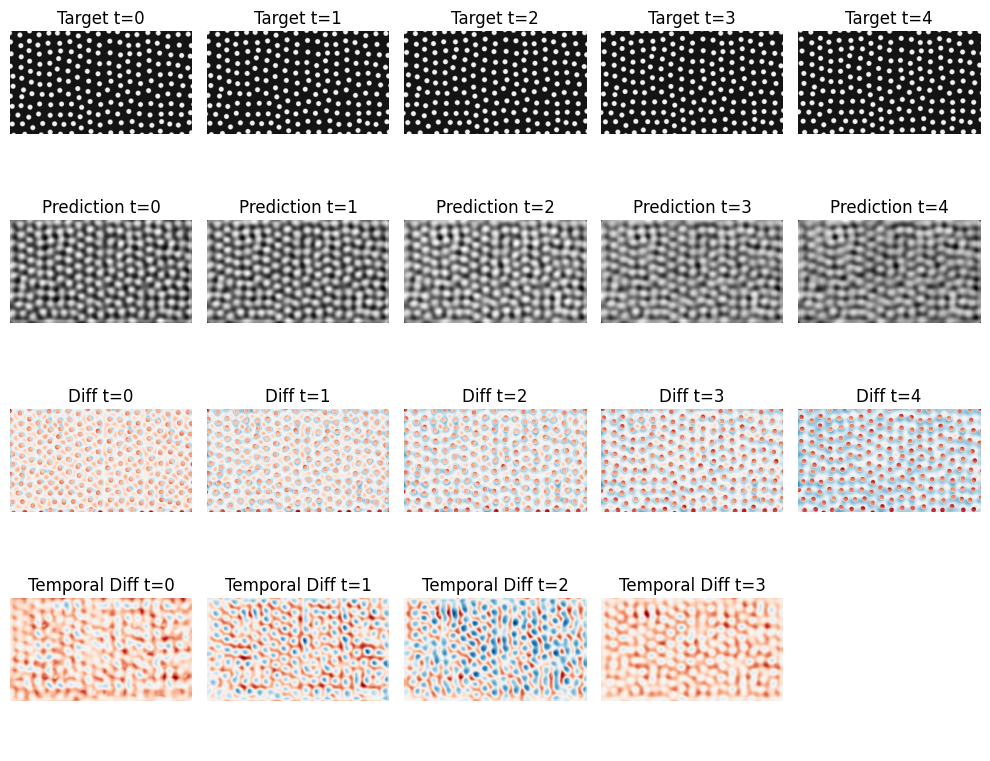 Target t=0
Target t=1
Target t=2
Target t=3
Target t=4
Prediction t=0
Prediction t=1
Prediction t=2
Prediction t=3
Prediction t=4
Diff t=0
Diff t=1
Diff t=2
Diff t=3
Diff t=4
Temporal Diff t=0
Temporal Diff t=1
Temporal Diff t=2
Temporal Diff t=3